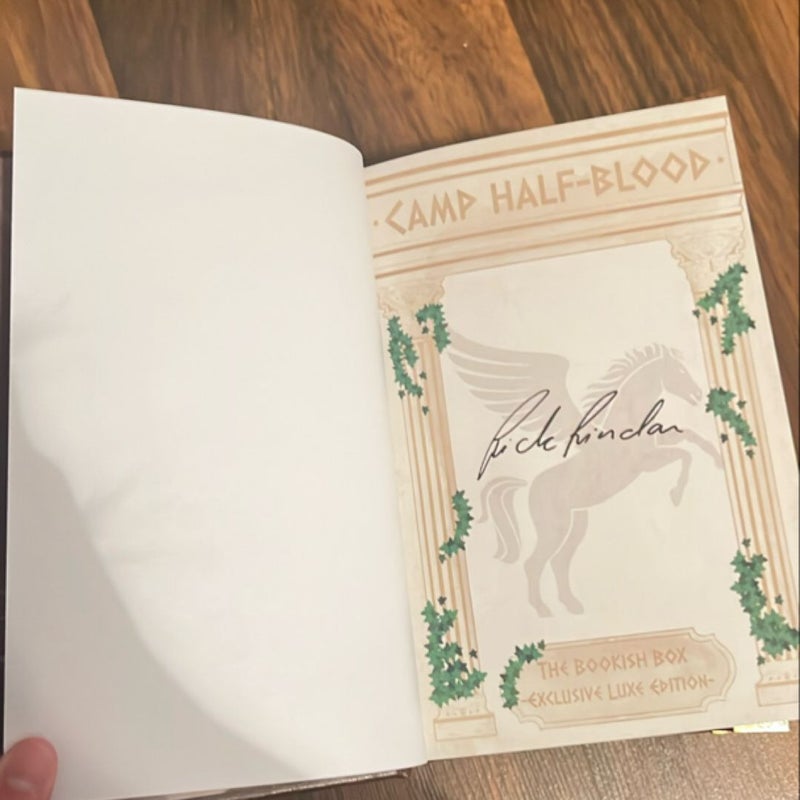 · CAMP HALF-BLOOD ·
Rick Riordan
THE BOOKISH BOX
-EXCLUSIVE LUXE EDITION-